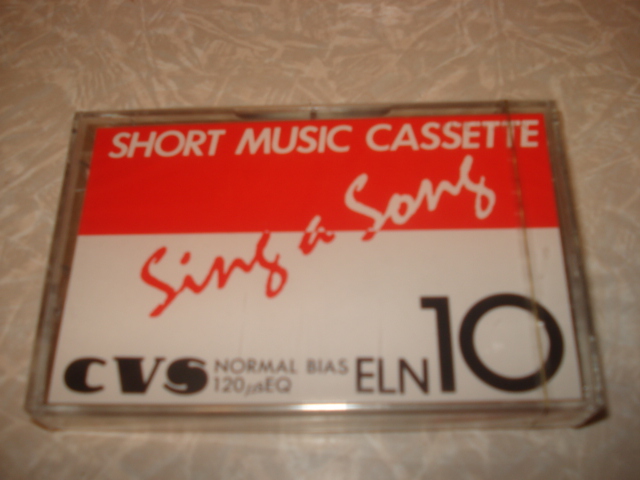 SHORT MUSIC CASSETTE
Sing a Song
CVS NORMAL BIAS 120μsEQ ELN 10